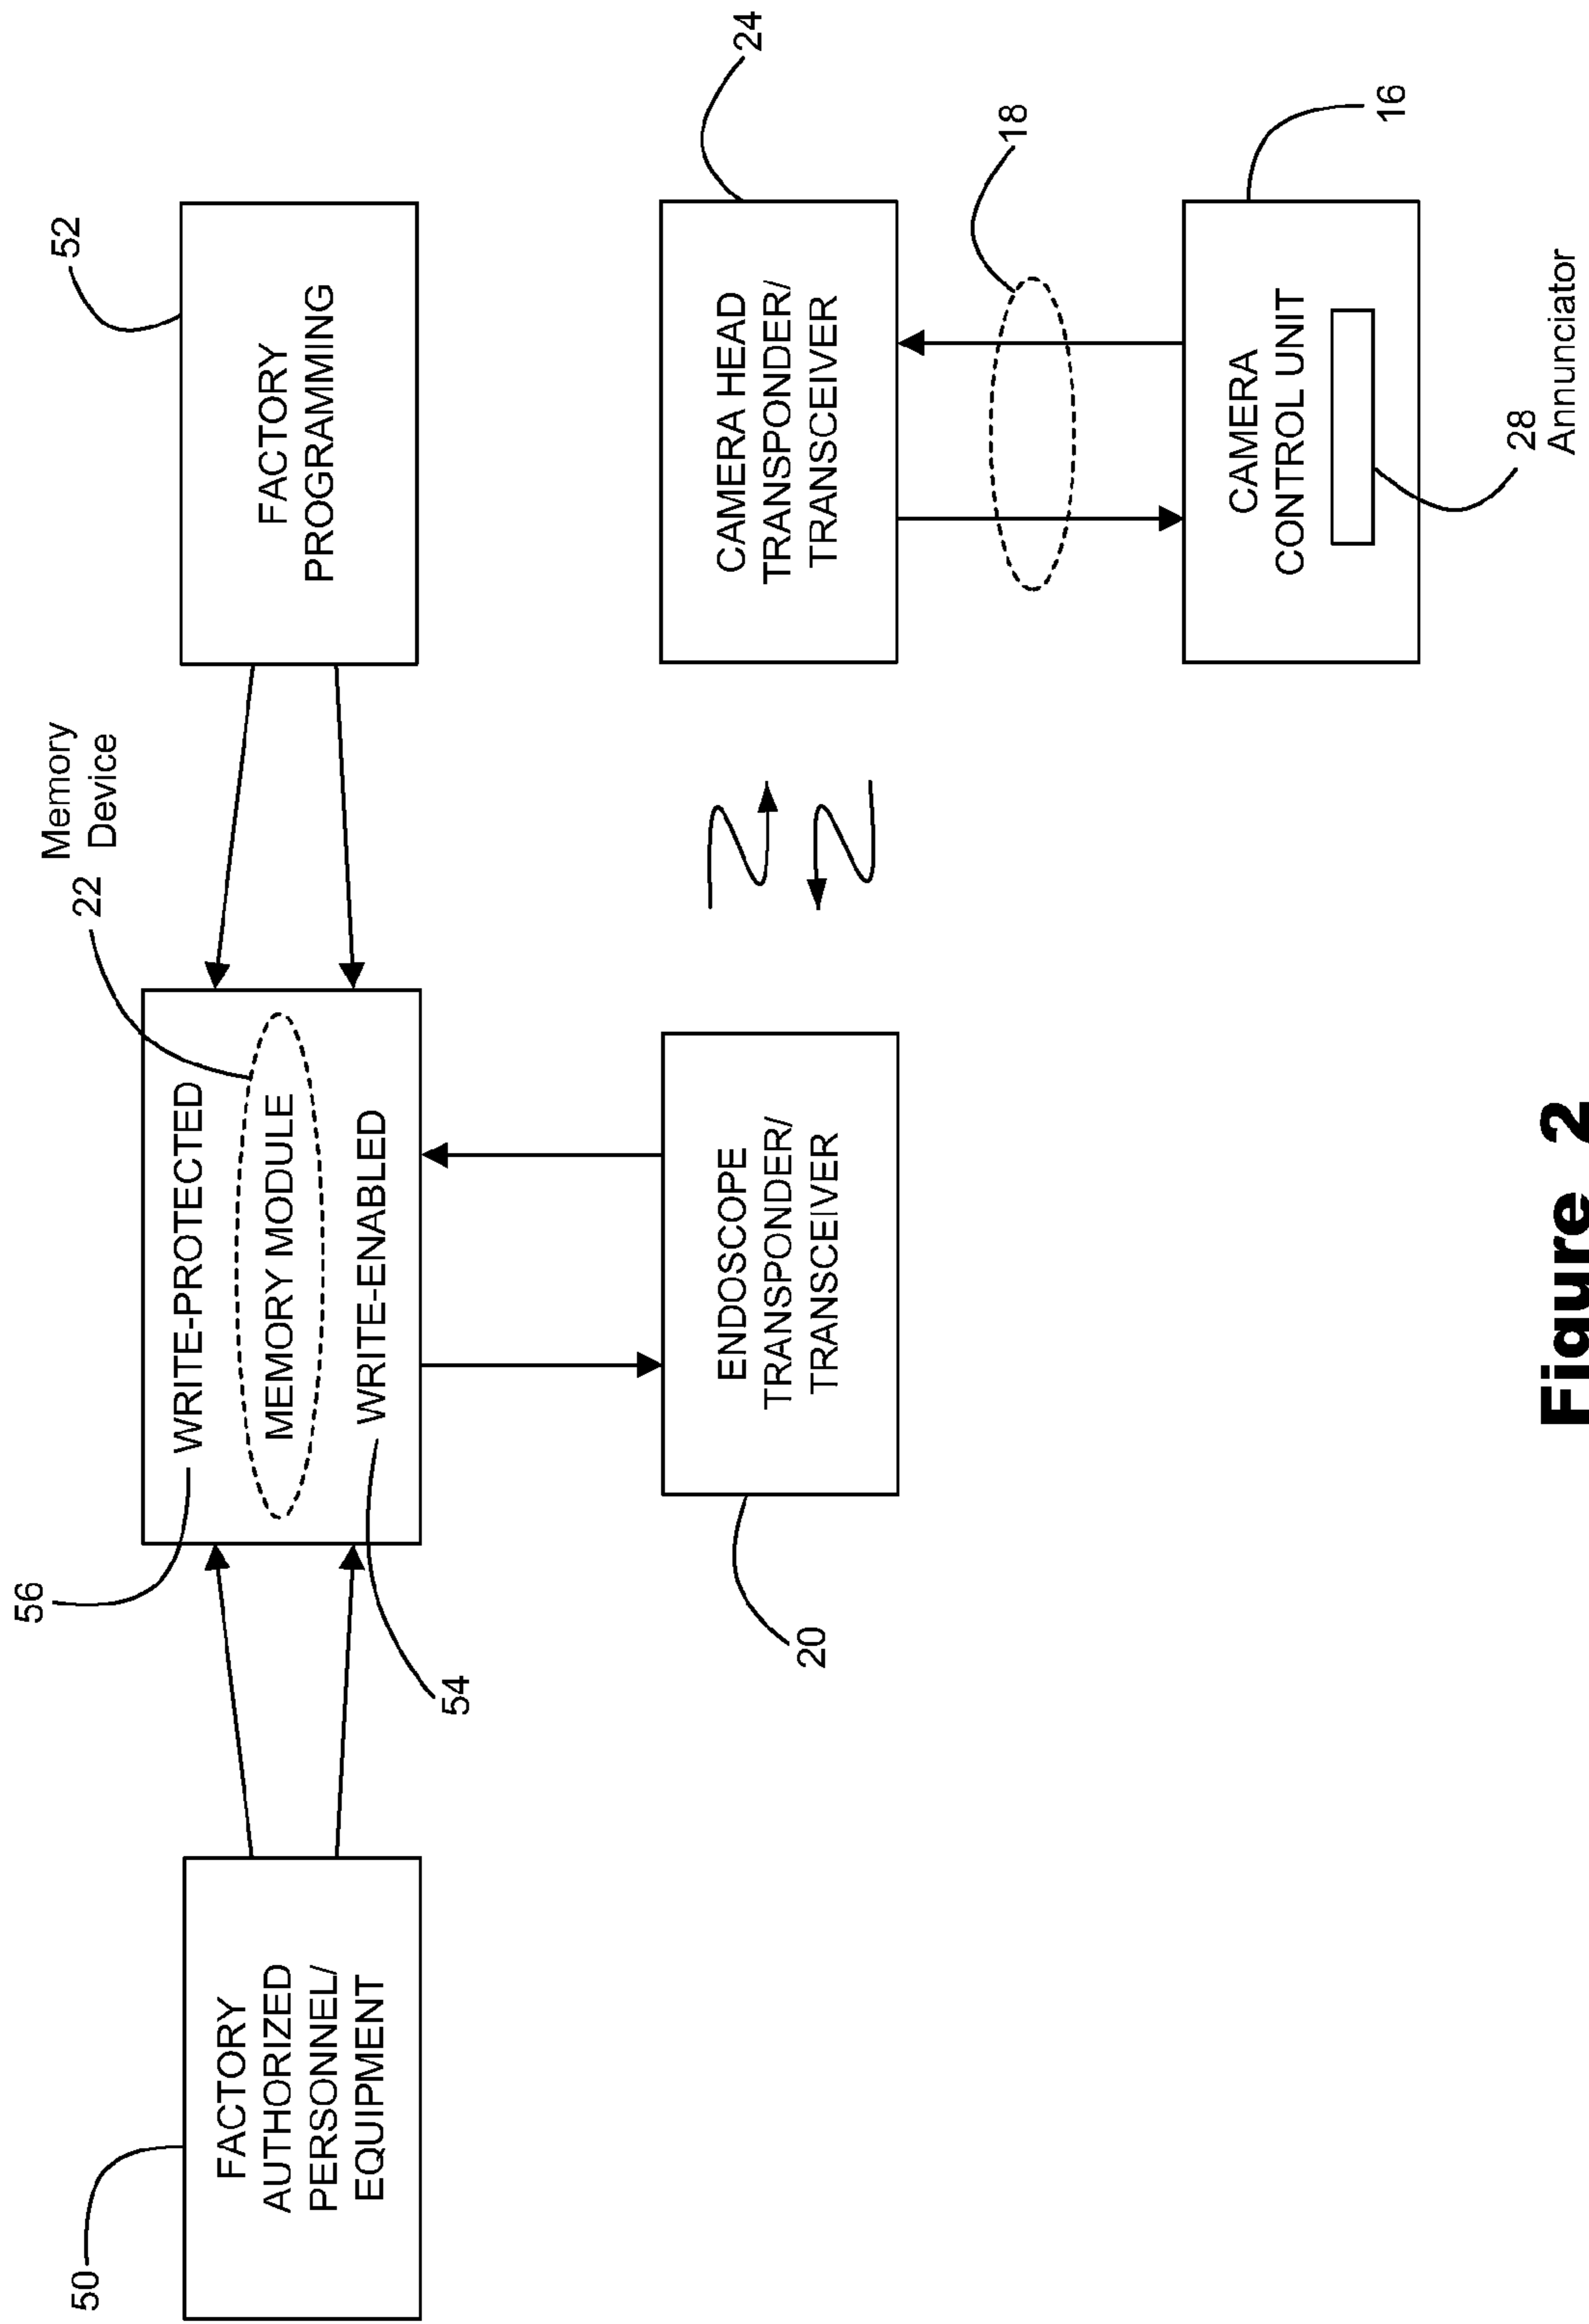 50
FACTORY
AUTHORIZED
PERSONNEL/
EQUIPMENT
56
54
WRITE-PROTECTED
MEMORY MODULE
WRITE-ENABLED
22
Memory
Device
52
FACTORY
PROGRAMMING
20
ENDOSCOPE
TRANSPONDER/
TRANSCEIVER
24
CAMERA HEAD
TRANSPONDER/
TRANSCEIVER
18
16
CAMERA
CONTROL UNIT
28
Annunciator
Figure 2